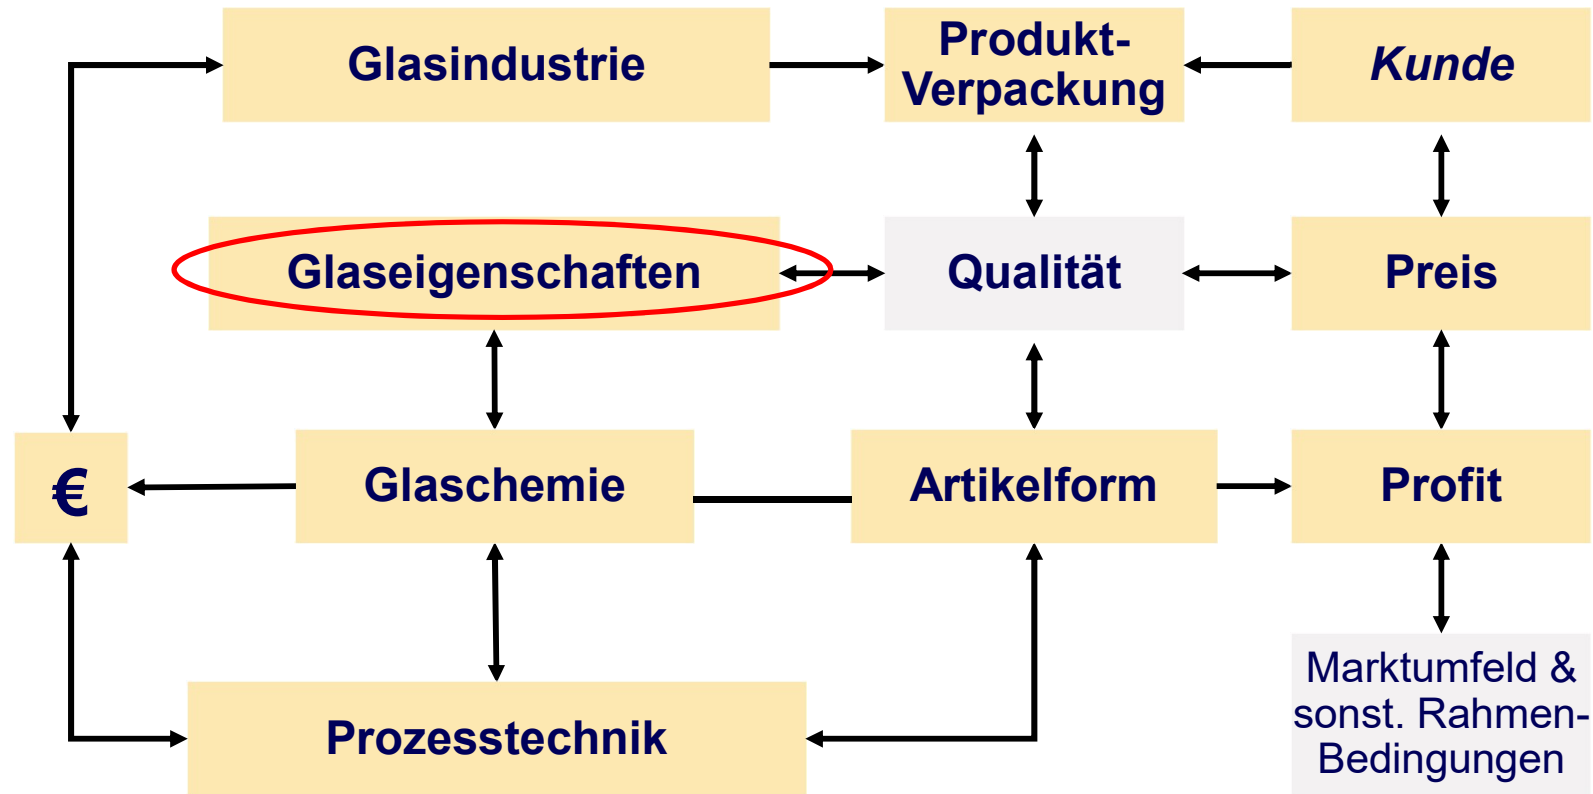 Glasindustrie
Produkt-
Verpackung
Kunde
Glaseigenschaften
Qualität
Preis
€
Glaschemie
Artikelform
Profit
Prozesstechnik
Marktumfeld &
sonst. Rahmen-
Bedingungen